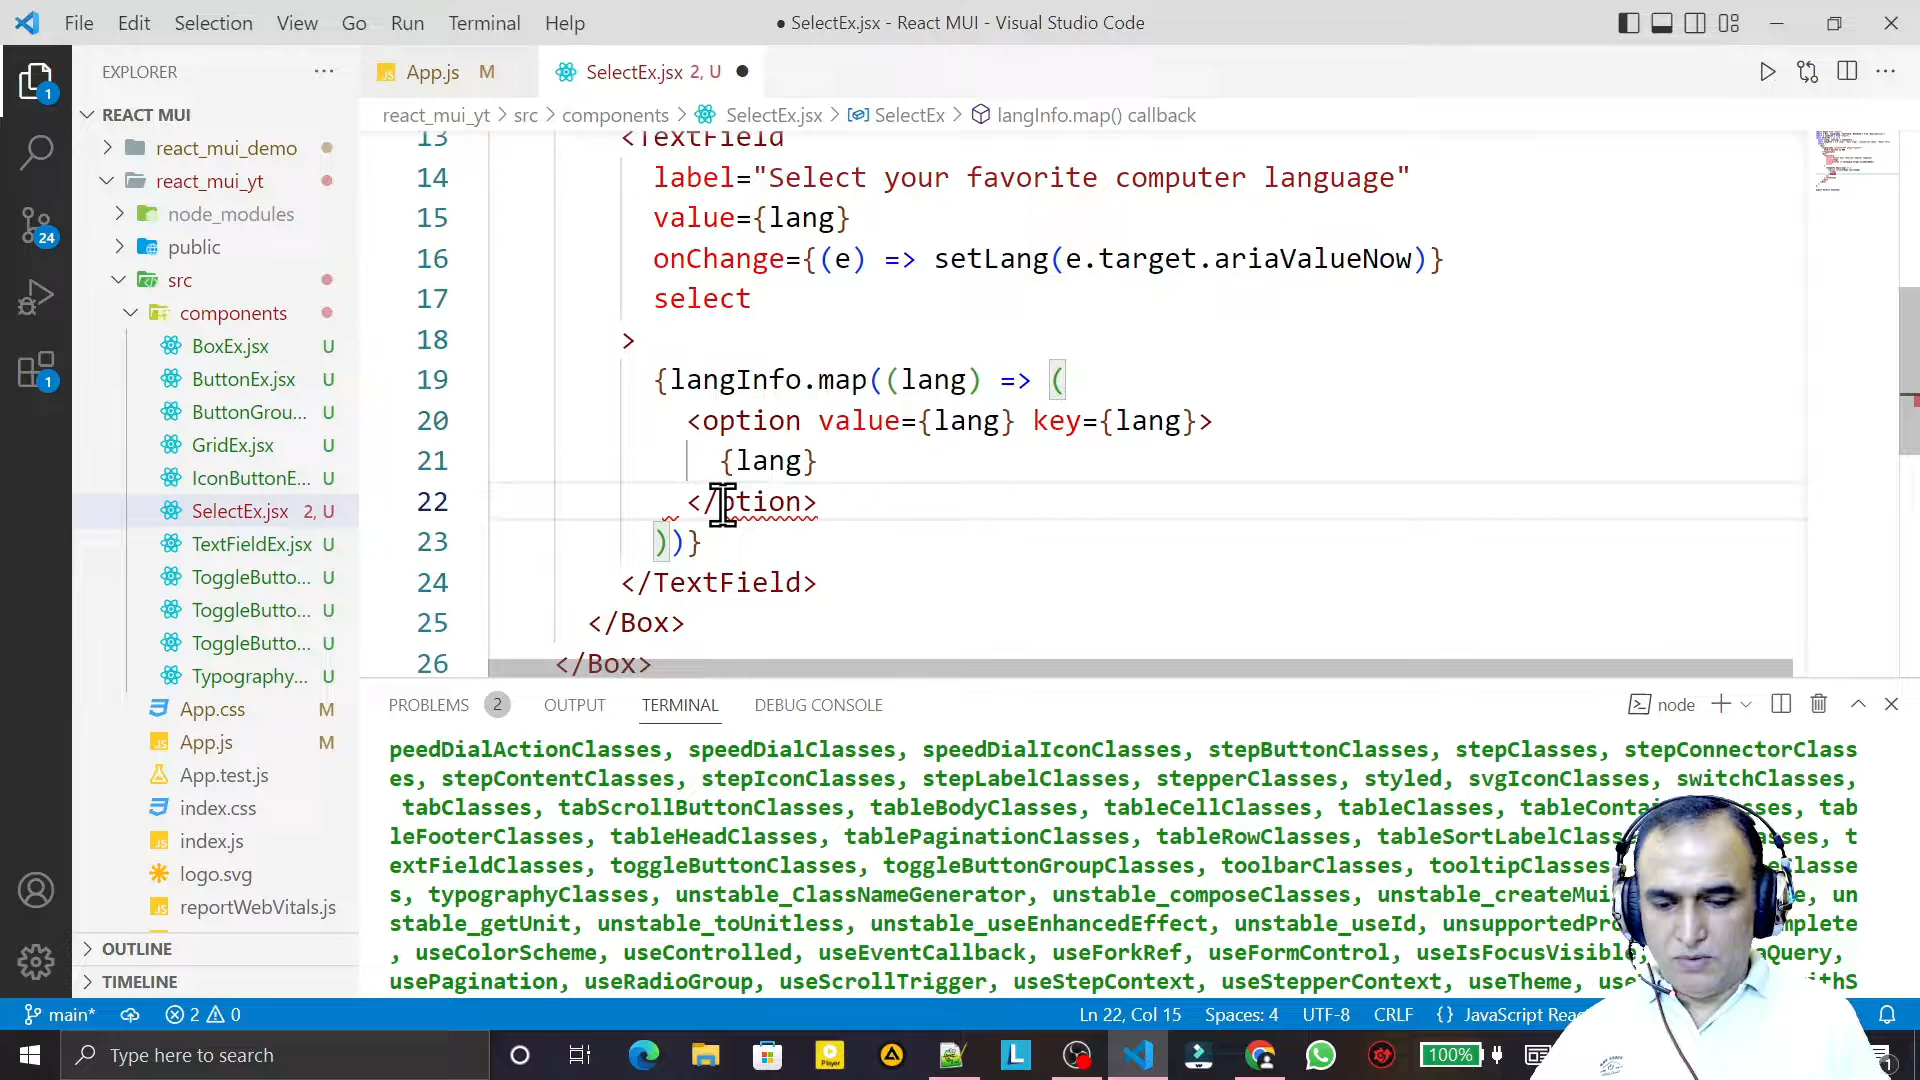 File Edit Selection View Go Run Terminal Help
● SelectEx.jsx - React MUI - Visual Studio Code
EXPLORER
REACT MUI
react_mui_demo
react_mui_yt
node_modules
public
src
components
BoxEx.jsx U
ButtonEx.jsx U
ButtonGrou... U
GridEx.jsx U
IconButtonE... U
SelectEx.jsx 2, U
TextFieldEx.jsx U
ToggleButto... U
ToggleButto... U
ToggleButto... U
Typography... U
App.css M
App.js M
App.test.js
index.css
index.js
logo.svg
reportWebVitals.js
OUTLINE
TIMELINE
1
24
1
App.js M
SelectEx.jsx 2, U
react_mui_yt > src > components > SelectEx.jsx > SelectEx > langInfo.map() callback
13 <TextField
14 label="Select your favorite computer language"
15 value={lang}
16 onChange={(e) => setLang(e.target.ariaValueNow)}
17 select
18 >
19 {langInfo.map((lang) => (
20 <option value={lang} key={lang}>
21 {lang}
22 </option>
23 ))}
24 </TextField>
25 </Box>
26 </Box>
PROBLEMS 2 OUTPUT TERMINAL DEBUG CONSOLE
node
peedDialActionClasses, speedDialClasses, speedDialIconClasses, stepButtonClasses, stepClasses, stepConnectorClass
es, stepContentClasses, stepIconClasses, stepLabelClasses, stepperClasses, styled, svgIconClasses, switchClasses,
tabClasses, tabScrollButtonClasses, tableBodyClasses, tableCellClasses, tableClasses, tab
leFooterClasses, tableHeadClasses, tablePaginationClasses, tableRowClasses, t
extFieldClasses, toggleButtonClasses, toggleButtonGroupClasses, toolbarClasses,
s, typographyClasses, unstable_ClassNameGenerator, unstable_composeClasses, un
stable_getUnit, unstable_toUnitless, unstable_useEnhancedEffect, unstable_useId,
, useColorScheme, useControlled, useEventCallback, useForkRef, useFormControl,
usePagination, useRadioGroup, useScrollTrigger, useStepContext, useStepperContext, useTheme,
main* 2 0
Ln 22, Col 15 Spaces: 4 UTF-8 CRLF {} JavaScript
Type here to search
Player
L
100%
1